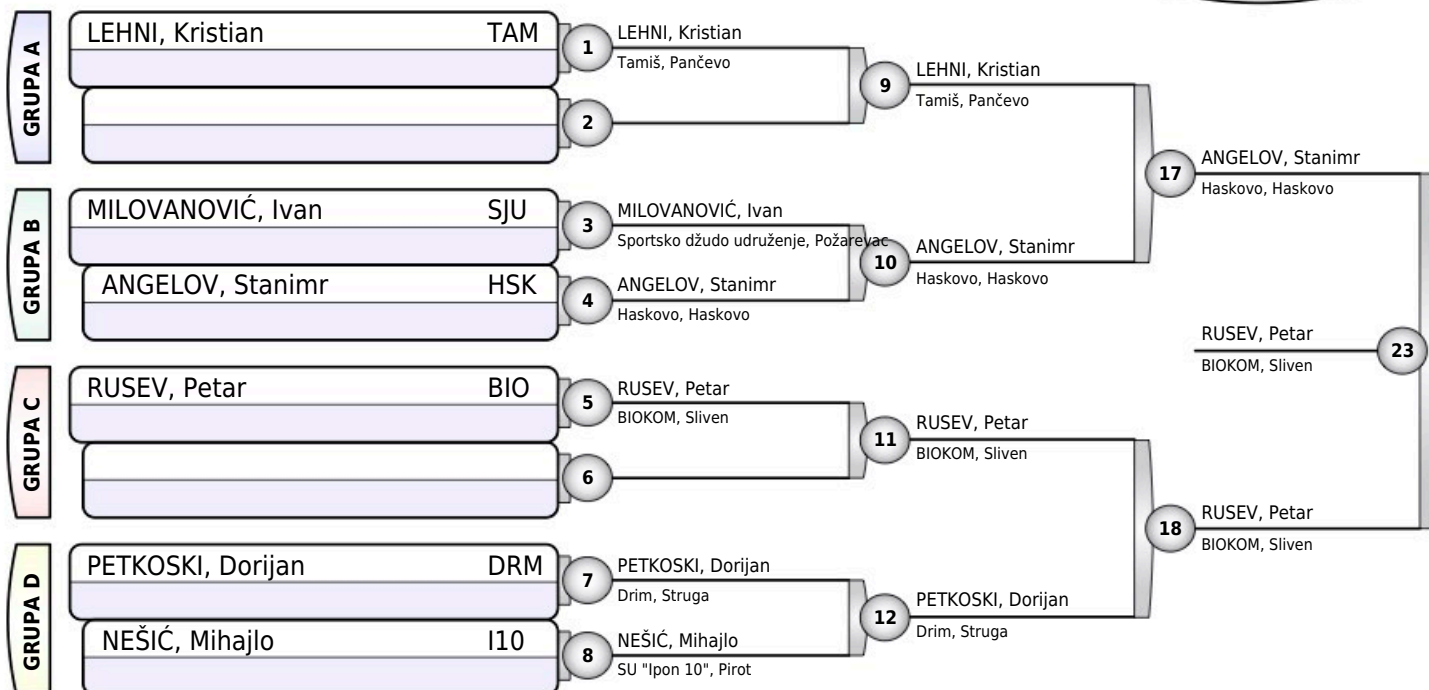 GRUPA A
LEHNI, Kristian TAM
1
LEHNI, Kristian
Tamiš, Pančevo
2
9
LEHNI, Kristian
Tamiš, Pančevo
GRUPA B
MILOVANOVIĆ, Ivan SJU
3
MILOVANOVIĆ, Ivan
Sportsko džudo udruženje, Požarevac
ANGELOV, Stanimr HSK
4
ANGELOV, Stanimr
Haskovo, Haskovo
10
ANGELOV, Stanimr
Haskovo, Haskovo
17
ANGELOV, Stanimr
Haskovo, Haskovo
GRUPA C
RUSEV, Petar BIO
5
RUSEV, Petar
BIOKOM, Sliven
6
11
RUSEV, Petar
BIOKOM, Sliven
GRUPA D
PETKOSKI, Dorijan DRM
7
PETKOSKI, Dorijan
Drim, Struga
NEŠIĆ, Mihajlo I10
8
NEŠIĆ, Mihajlo
SU "Ipon 10", Pirot
12
PETKOSKI, Dorijan
Drim, Struga
18
RUSEV, Petar
BIOKOM, Sliven
RUSEV, Petar
BIOKOM, Sliven
23